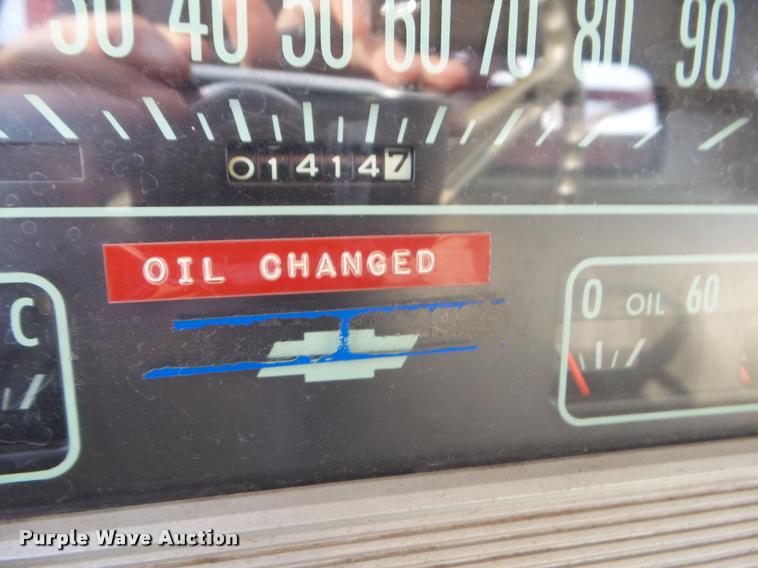 30 40 50 60 70 80 90
014147
OIL CHANGED
C
0 OIL 60
Purple Wave Auction